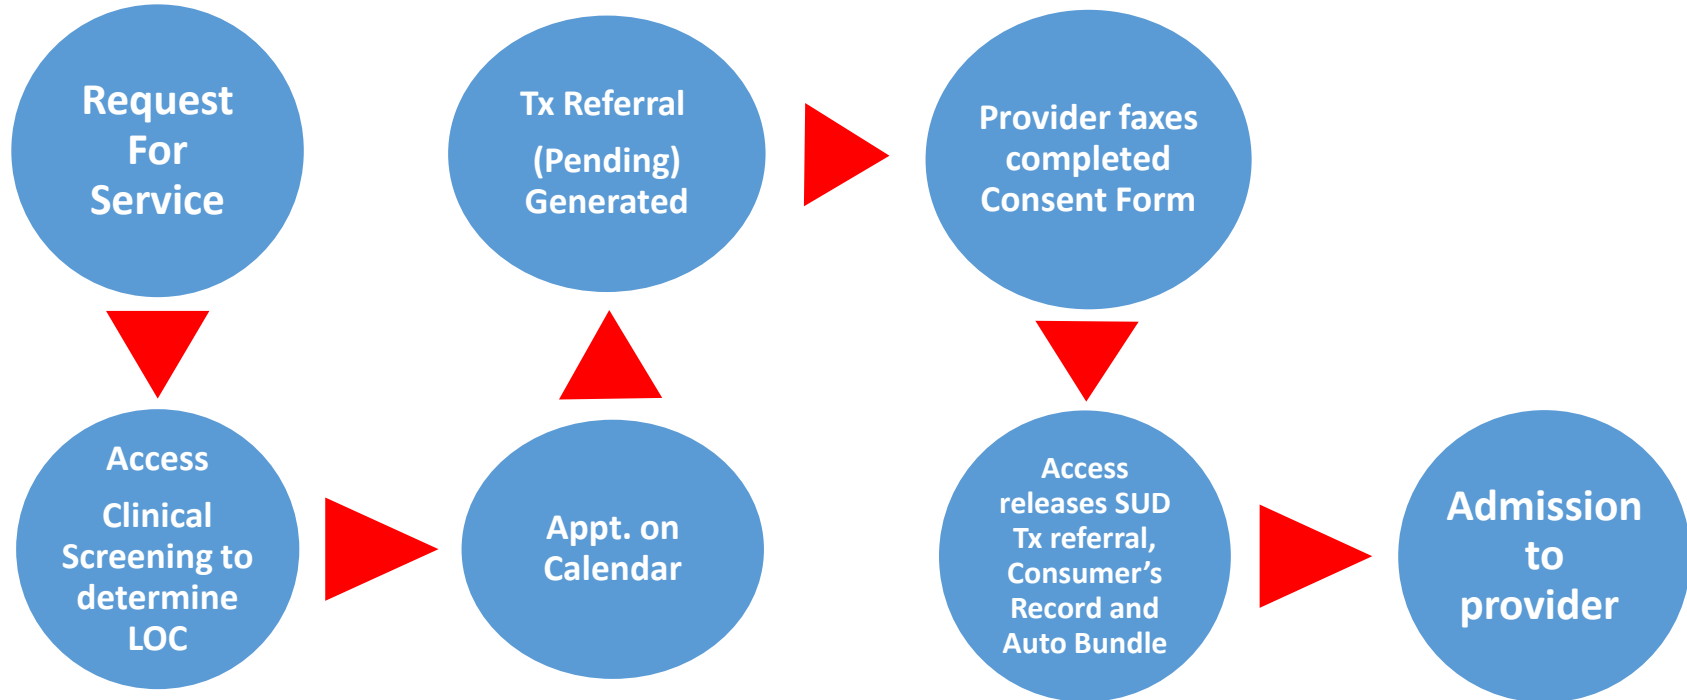 Request
For
Service
Access
Clinical
Screening to
determine
LOC
Appt. on
Calendar
Tx Referral
(Pending)
Generated
Provider faxes
completed
Consent Form
Access
releases SUD
Tx referral,
Consumer’s
Record and
Auto Bundle
Admission
to
provider